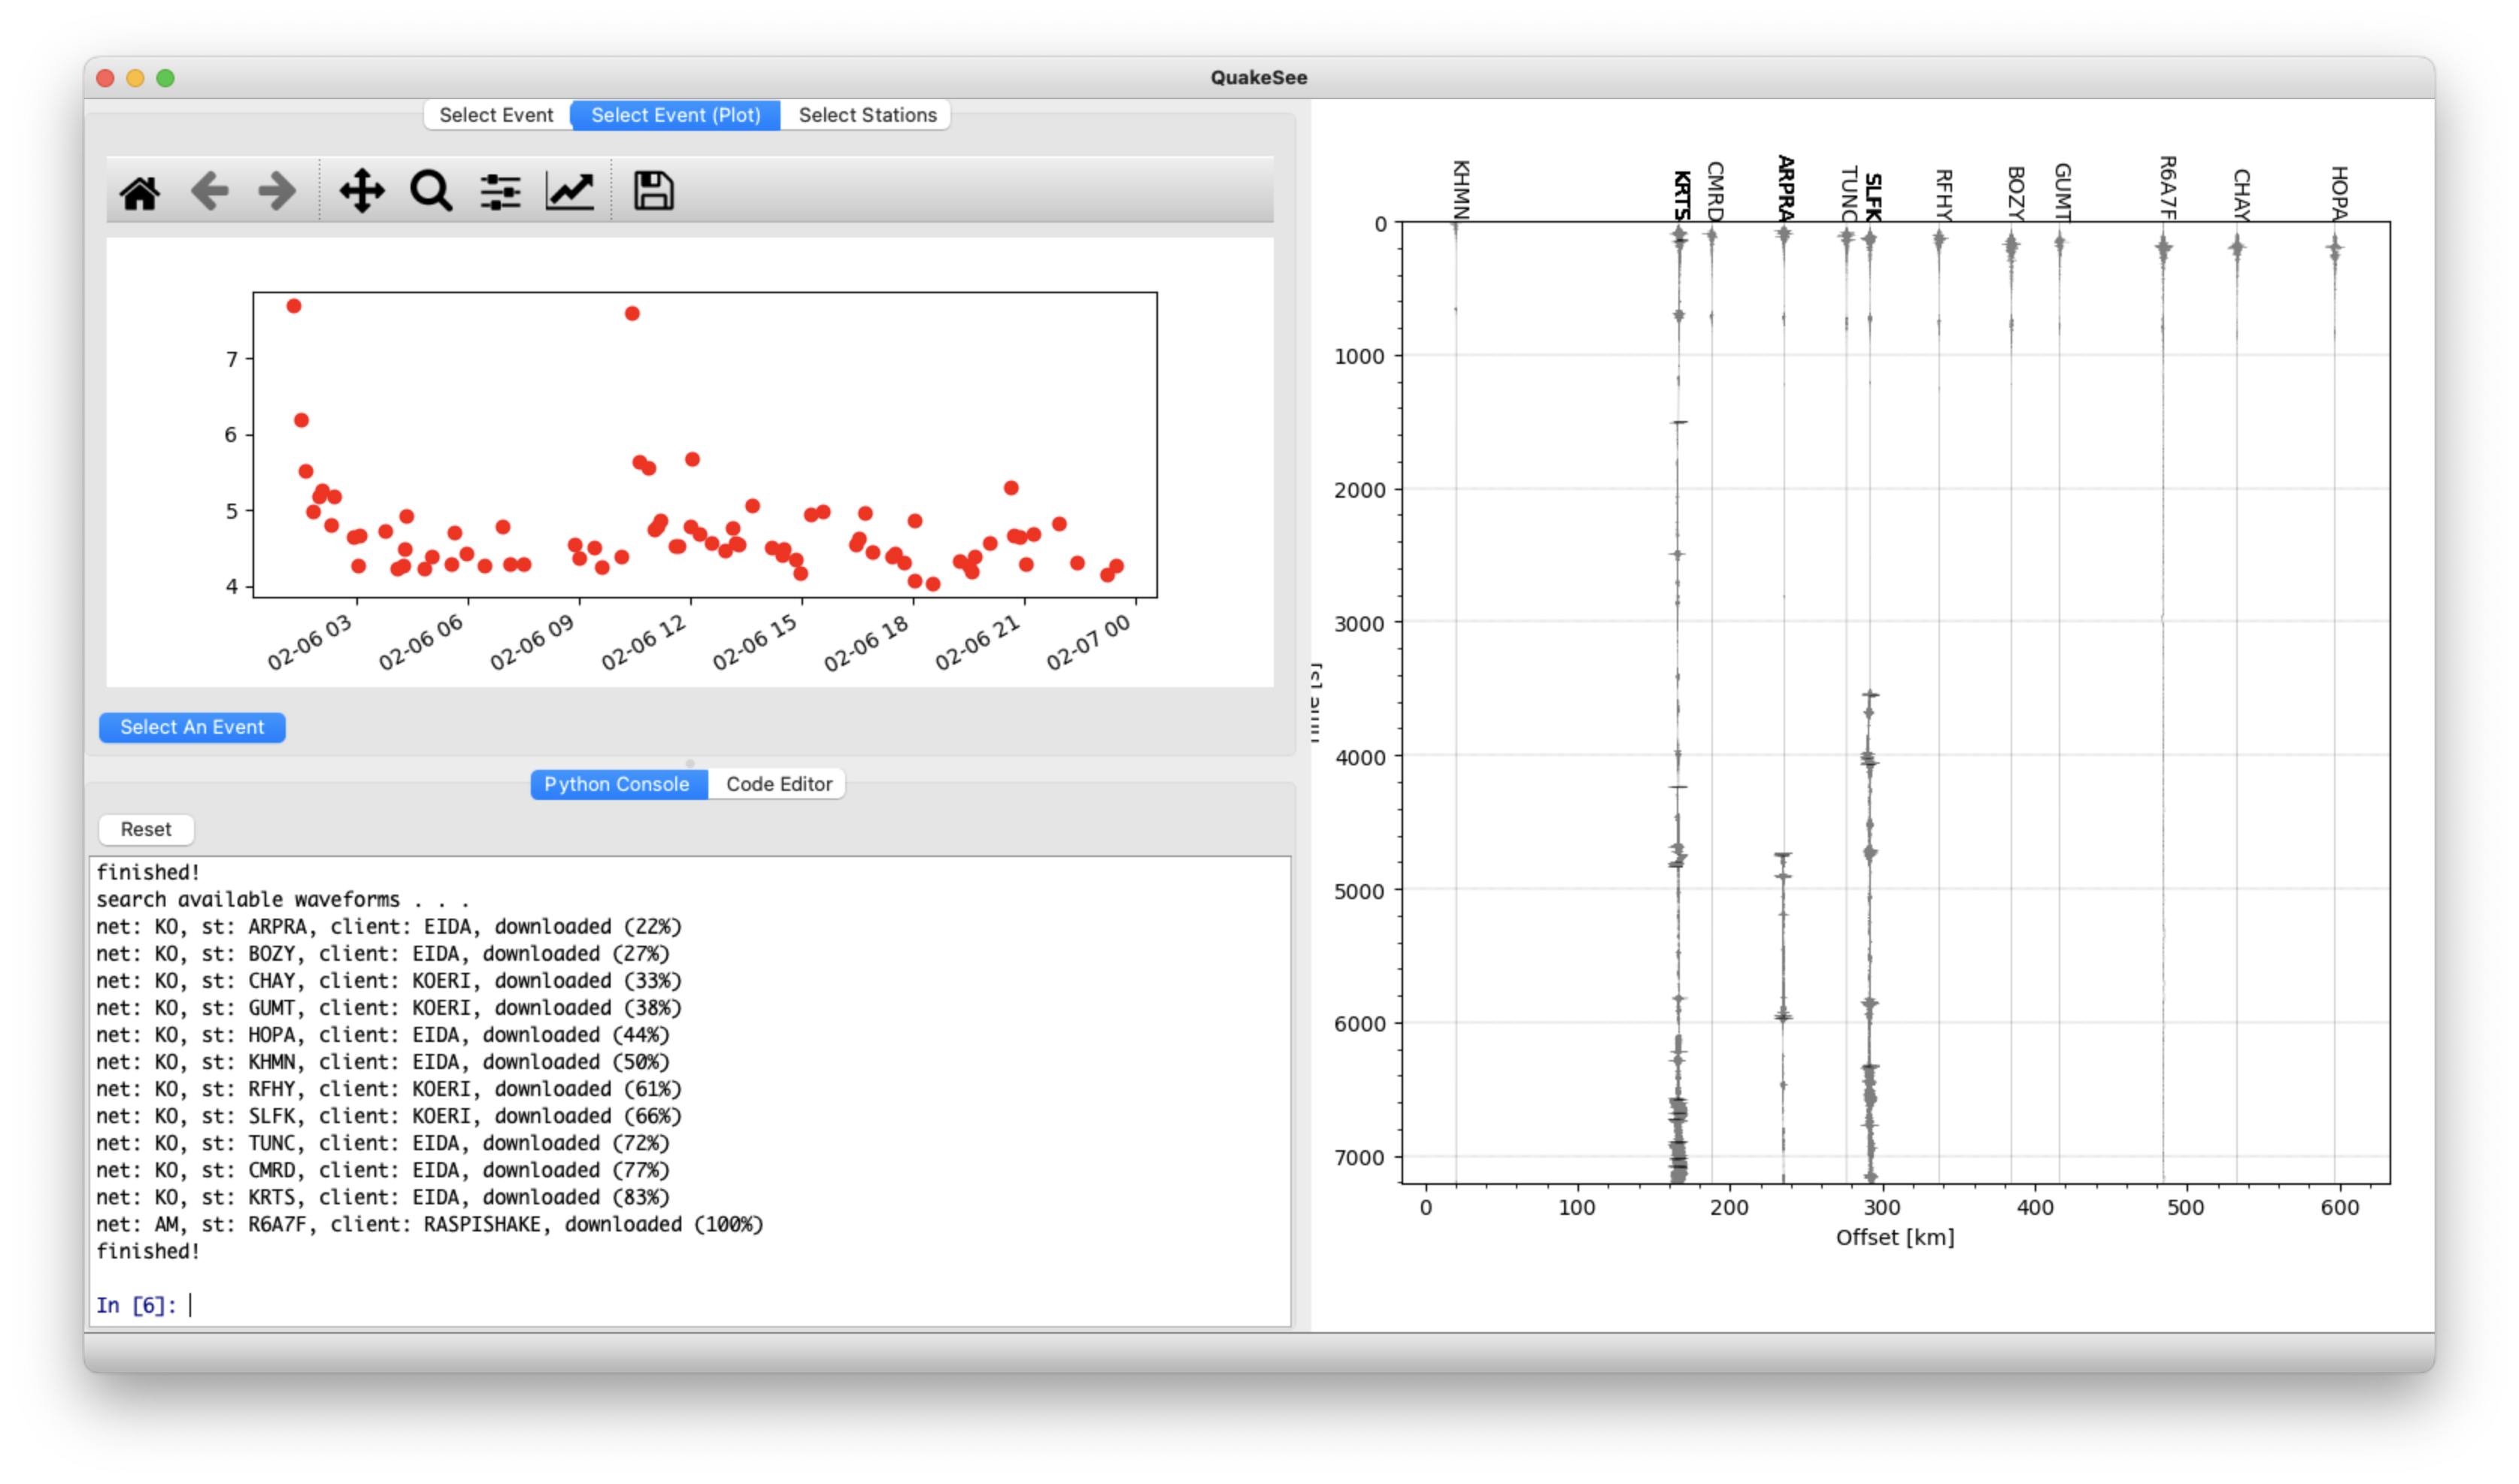 QuakeSee
Select Event
Select Event (Plot)
Select Stations
7
6
5
4
02-06 03
02-06 06
02-06 09
02-06 12
02-06 15
02-06 18
02-06 21
02-07 00
Select An Event
Python Console
Code Editor
Reset
finished!
search available waveforms . . .
net: KO, st: ARPRA, client: EIDA, downloaded (22%)
net: KO, st: BOZY, client: EIDA, downloaded (27%)
net: KO, st: CHAY, client: KOERI, downloaded (33%)
net: KO, st: GUMT, client: KOERI, downloaded (38%)
net: KO, st: HOPA, client: EIDA, downloaded (44%)
net: KO, st: KHMN, client: EIDA, downloaded (50%)
net: KO, st: RFHY, client: KOERI, downloaded (61%)
net: KO, st: SLFK, client: KOERI, downloaded (66%)
net: KO, st: TUNC, client: EIDA, downloaded (72%)
net: KO, st: CMRD, client: EIDA, downloaded (77%)
net: KO, st: KRTS, client: EIDA, downloaded (83%)
net: AM, st: R6A7F, client: RASPISHAKE, downloaded (100%)
finished!
In [6]:
KHMN
KRTS
CMRD
ARPRA
TUNC
SLFK
RFHY
BOZY
GUMT
R6A7F
CHAY
HOPA
0
1000
2000
3000
4000
5000
6000
7000
0
100
200
300
400
500
600
Offset [km]